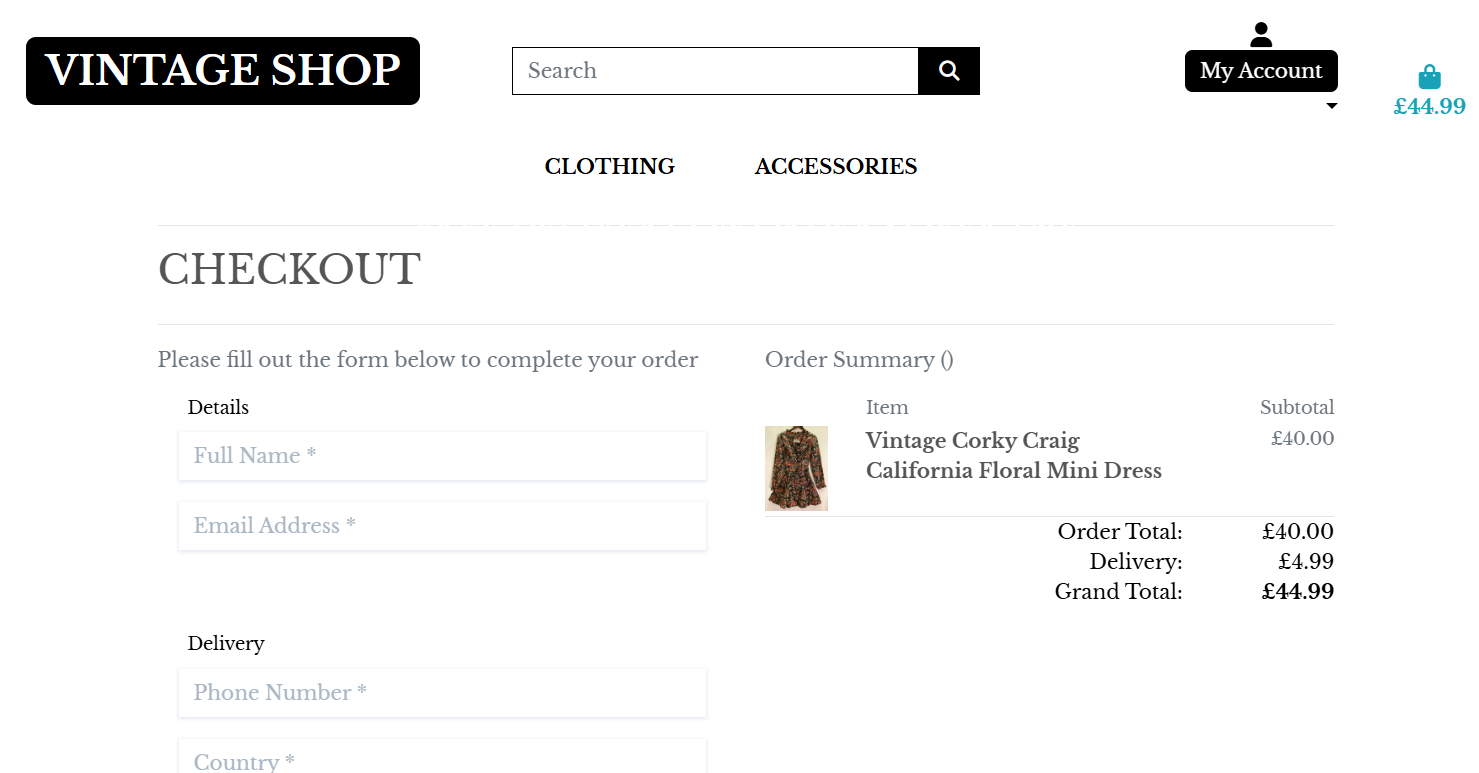 VINTAGE SHOP
Search
My Account
£44.99
CLOTHING ACCESSORIES
CHECKOUT
Please fill out the form below to complete your order
Details
Full Name *
Email Address *
Delivery
Phone Number *
Country *
Order Summary ()
Item Subtotal
Vintage Corky Craig £40.00
California Floral Mini Dress
Order Total: £40.00
Delivery: £4.99
Grand Total: £44.99